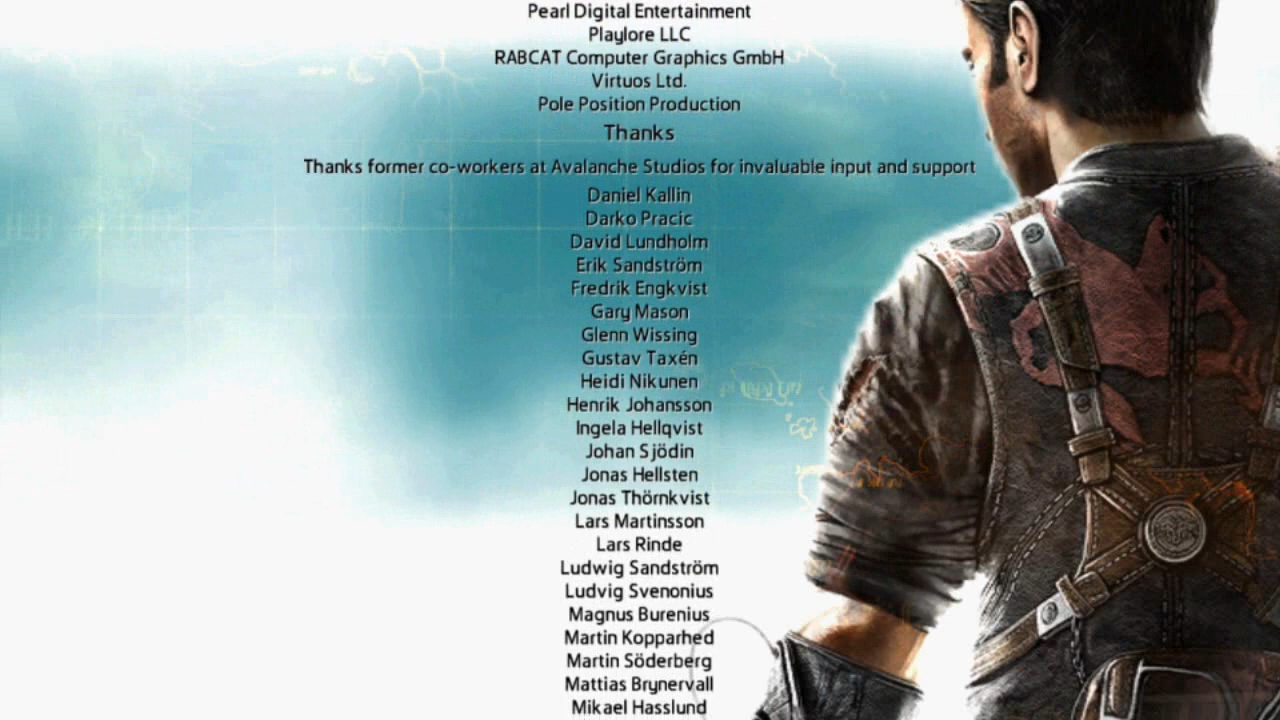 Pearl Digital Entertainment
Playlore LLC
RABCAT Computer Graphics GmbH
Virtuos Ltd.
Pole Position Production
Thanks
Thanks former co-workers at Avalanche Studios for invaluable input and support
Daniel Kallin
Darko Pracic
David Lundholm
Erik Sandström
Fredrik Engkvist
Gary Mason
Glenn Wissing
Gustav Taxén
Heidi Nikunen
Henrik Johansson
Ingela Hellqvist
Johan Sjödin
Jonas Hellsten
Jonas Thörnkvist
Lars Martinsson
Lars Rinde
Ludwig Sandström
Ludvig Svenonius
Magnus Burenius
Martin Kopparhed
Martin Söderberg
Mattias Brynervall
Mikael Hasslund